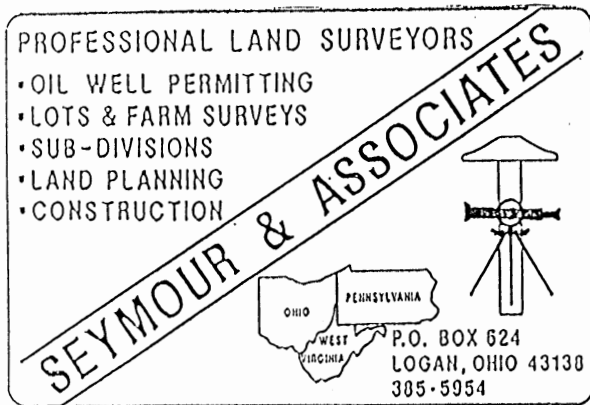 PROFESSIONAL LAND SURVEYORS
•OIL WELL PERMITTING
•LOTS & FARM SURVEYS
•SUB-DIVISIONS
•LAND PLANNING
•CONSTRUCTION
SEYMOUR & ASSOCIATES
OHIO
PENNSYLVANIA
WEST
VIRGINIA
P.O. BOX 624
LOGAN, OHIO 43138
385-5954